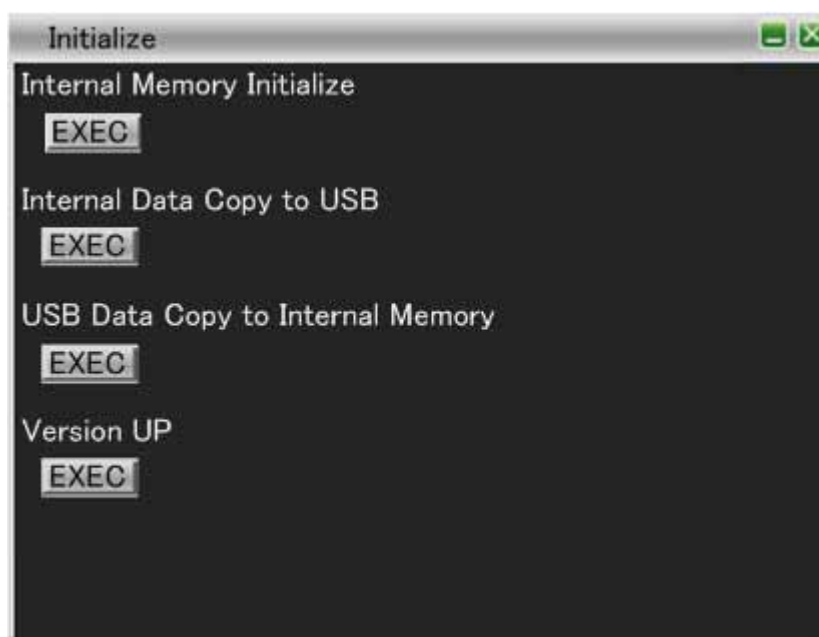 Initialize
Internal Memory Initialize
EXEC
Internal Data Copy to USB
EXEC
USB Data Copy to Internal Memory
EXEC
Version UP
EXEC